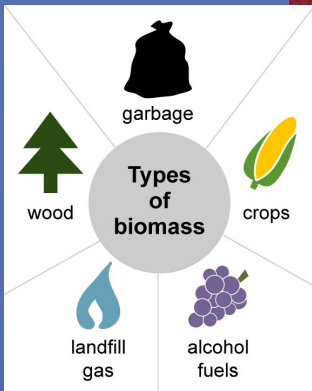 garbage
Types
of
biomass
wood
crops
landfill
gas
alcohol
fuels